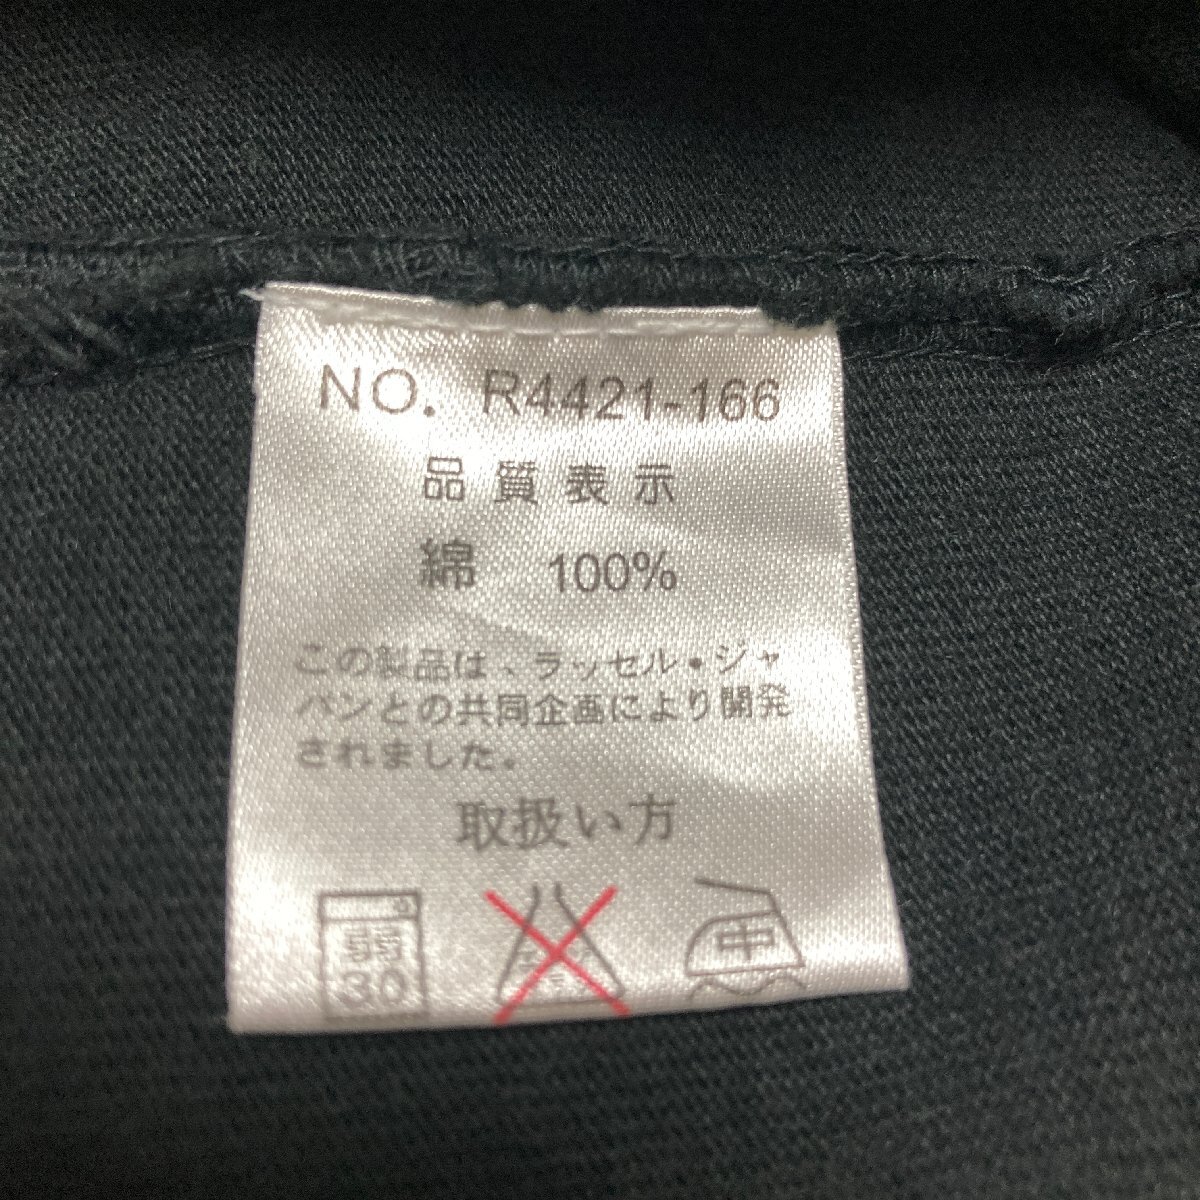 NO. R4421-166
品質表示
綿 100%
この製品は、ラッセル・ジャ
パンとの共同企画により開発
されました。
取扱い方
弱
30
中